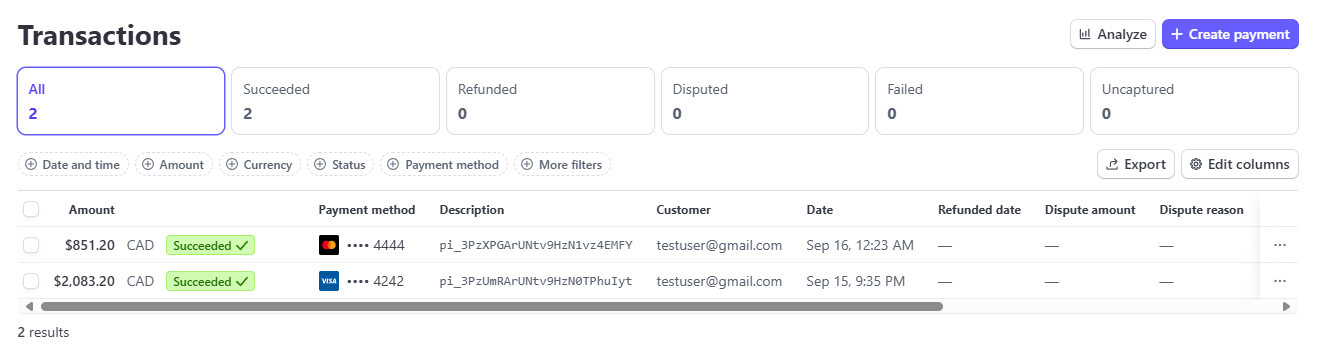 Transactions
Analyze
Create payment
All
2
Succeeded
2
Refunded
0
Disputed
0
Failed
0
Uncaptured
0
Date and time
Amount
Currency
Status
Payment method
More filters
Export
Edit columns
Amount Payment method Description Customer Date Refunded date Dispute amount Dispute reason
$851.20 CAD Succeeded •••• 4444 pi_3PzXPGArUNtv9HzN1vz4EMFY testuser@gmail.com Sep 16, 12:23 AM — — —
$2,083.20 CAD Succeeded VISA •••• 4242 pi_3PzUmRArUNtv9HzN0TPhuIyt testuser@gmail.com Sep 15, 9:35 PM — — —
2 results